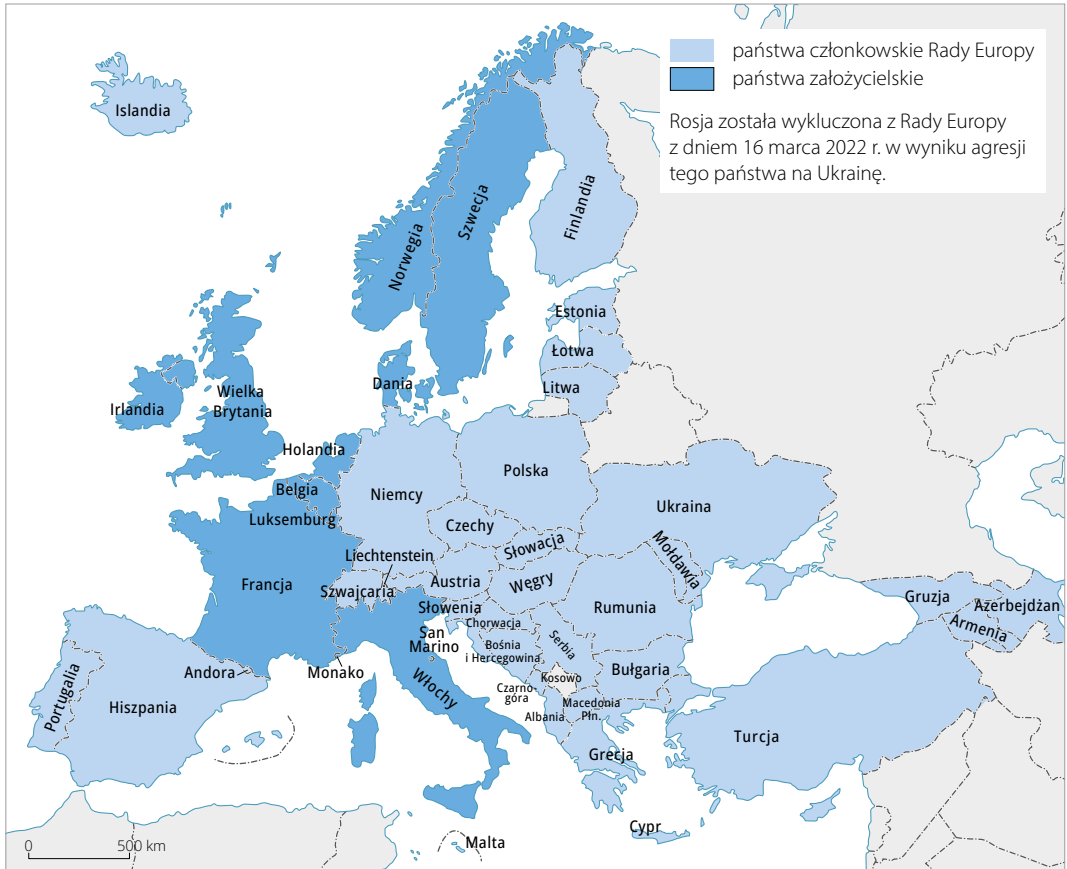 państwa członkowskie Rady Europy
państwa założycielskie
Rosja została wykluczona z Rady Europy
z dniem 16 marca 2022 r. w wyniku agresji
tego państwa na Ukrainę.
Islandia
Norwegia
Szwecja
Finlandia
Estonia
Łotwa
Litwa
Dania
Irlandia
Wielka
Brytania
Holandia
Belgia
Luksemburg
Niemcy
Polska
Czechy
Ukraina
Słowacja
Mołdawia
Liechtenstein
Francja
Szwajcaria
Austria
Węgry
Rumunia
Słowenia
Chorwacja
San
Marino
Bośnia
i Hercegowina
Serbia
Gruzja
Azerbejdżan
Armenia
Andora
Monako
Włochy
Kosowo
Bułgaria
Portugalia
Hiszpania
Czarno-
góra
Albania
Macedonia
Płn.
Grecja
Turcja
Cypr
Malta
0
500 km